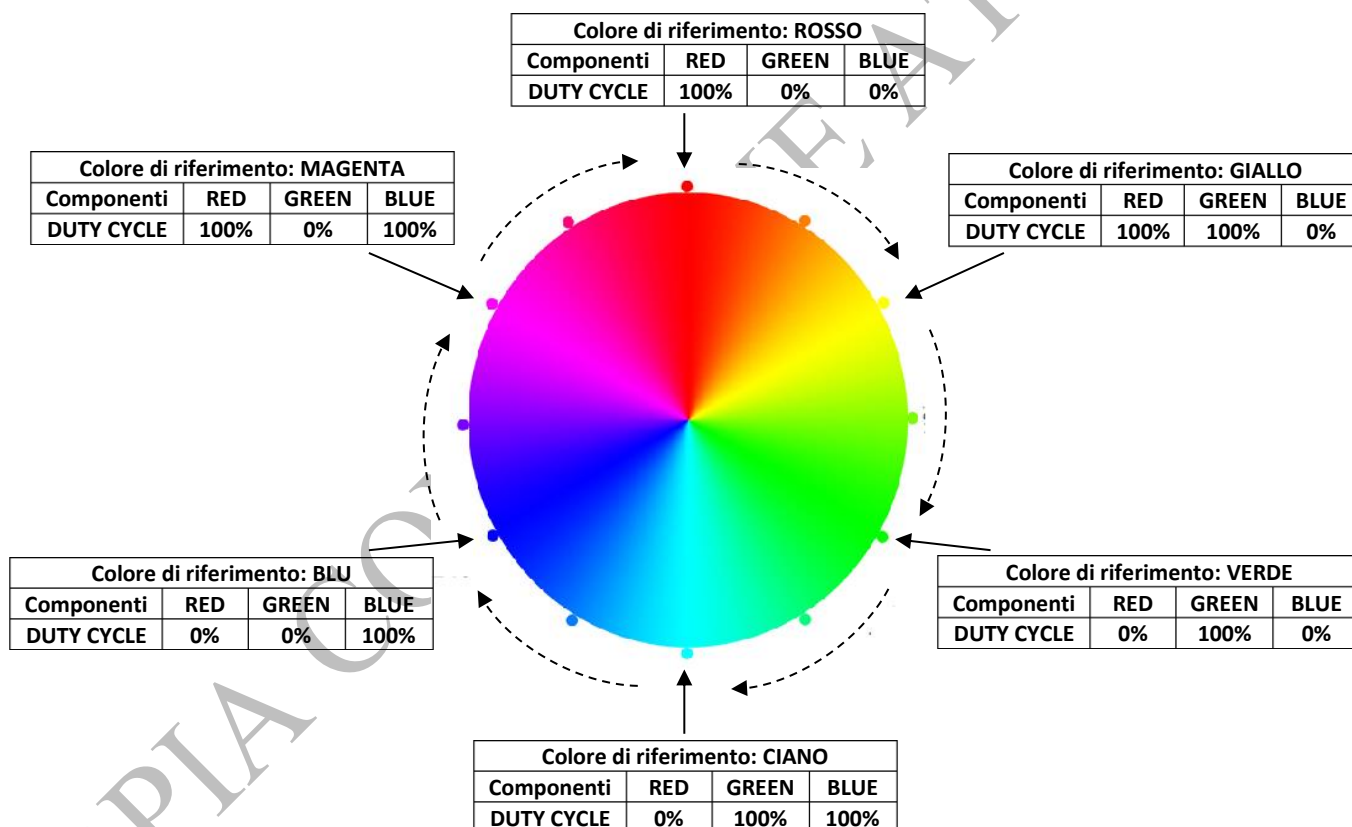 Colore di riferimento: ROSSO
Componenti RED GREEN BLUE
DUTY CYCLE 100% 0% 0%
Colore di riferimento: MAGENTA
Componenti RED GREEN BLUE
DUTY CYCLE 100% 0% 100%
Colore di riferimento: GIALLO
Componenti RED GREEN BLUE
DUTY CYCLE 100% 100% 0%
Colore di riferimento: BLU
Componenti RED GREEN BLUE
DUTY CYCLE 0% 0% 100%
Colore di riferimento: VERDE
Componenti RED GREEN BLUE
DUTY CYCLE 0% 100% 0%
Colore di riferimento: CIANO
Componenti RED GREEN BLUE
DUTY CYCLE 0% 100% 100%